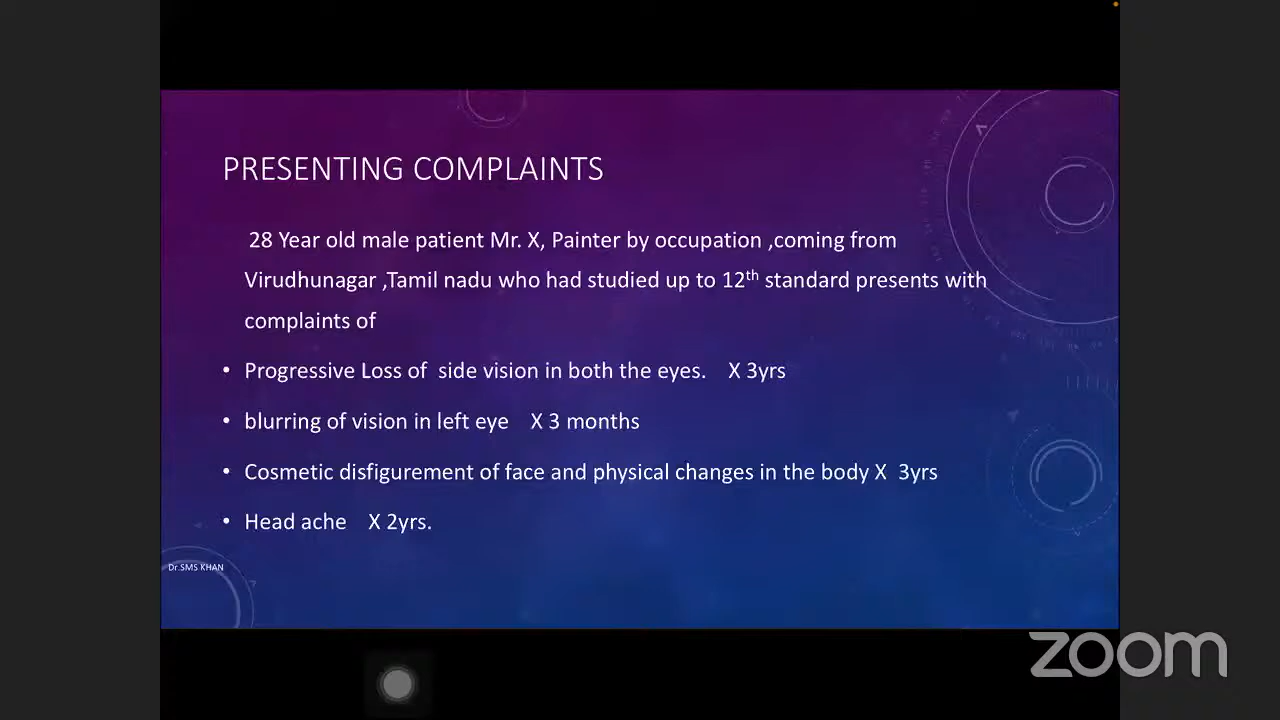 PRESENTING COMPLAINTS
28 Year old male patient Mr. X, Painter by occupation ,coming from
Virudhunagar ,Tamil nadu who had studied up to 12th standard presents with
complaints of
• Progressive Loss of  side vision in both the eyes.    X 3yrs
• blurring of vision in left eye    X 3 months
• Cosmetic disfigurement of face and physical changes in the body X  3yrs
• Head ache    X 2yrs.
Dr.SMS KHAN
zoom